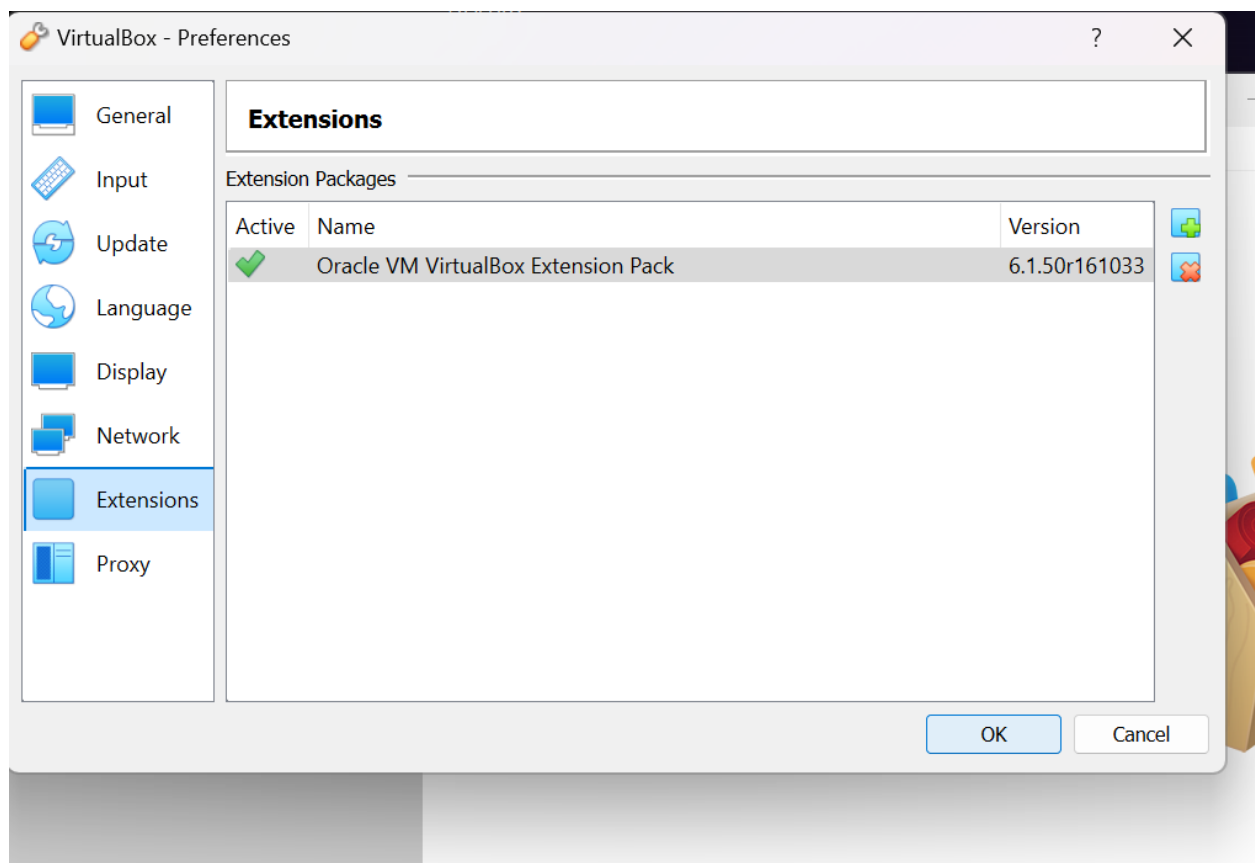 VirtualBox - Preferences ?
General
Input
Update
Language
Display
Network
Extensions
Proxy
Extensions
Extension Packages
Active Name Version
Oracle VM VirtualBox Extension Pack 6.1.50r161033
OK Cancel